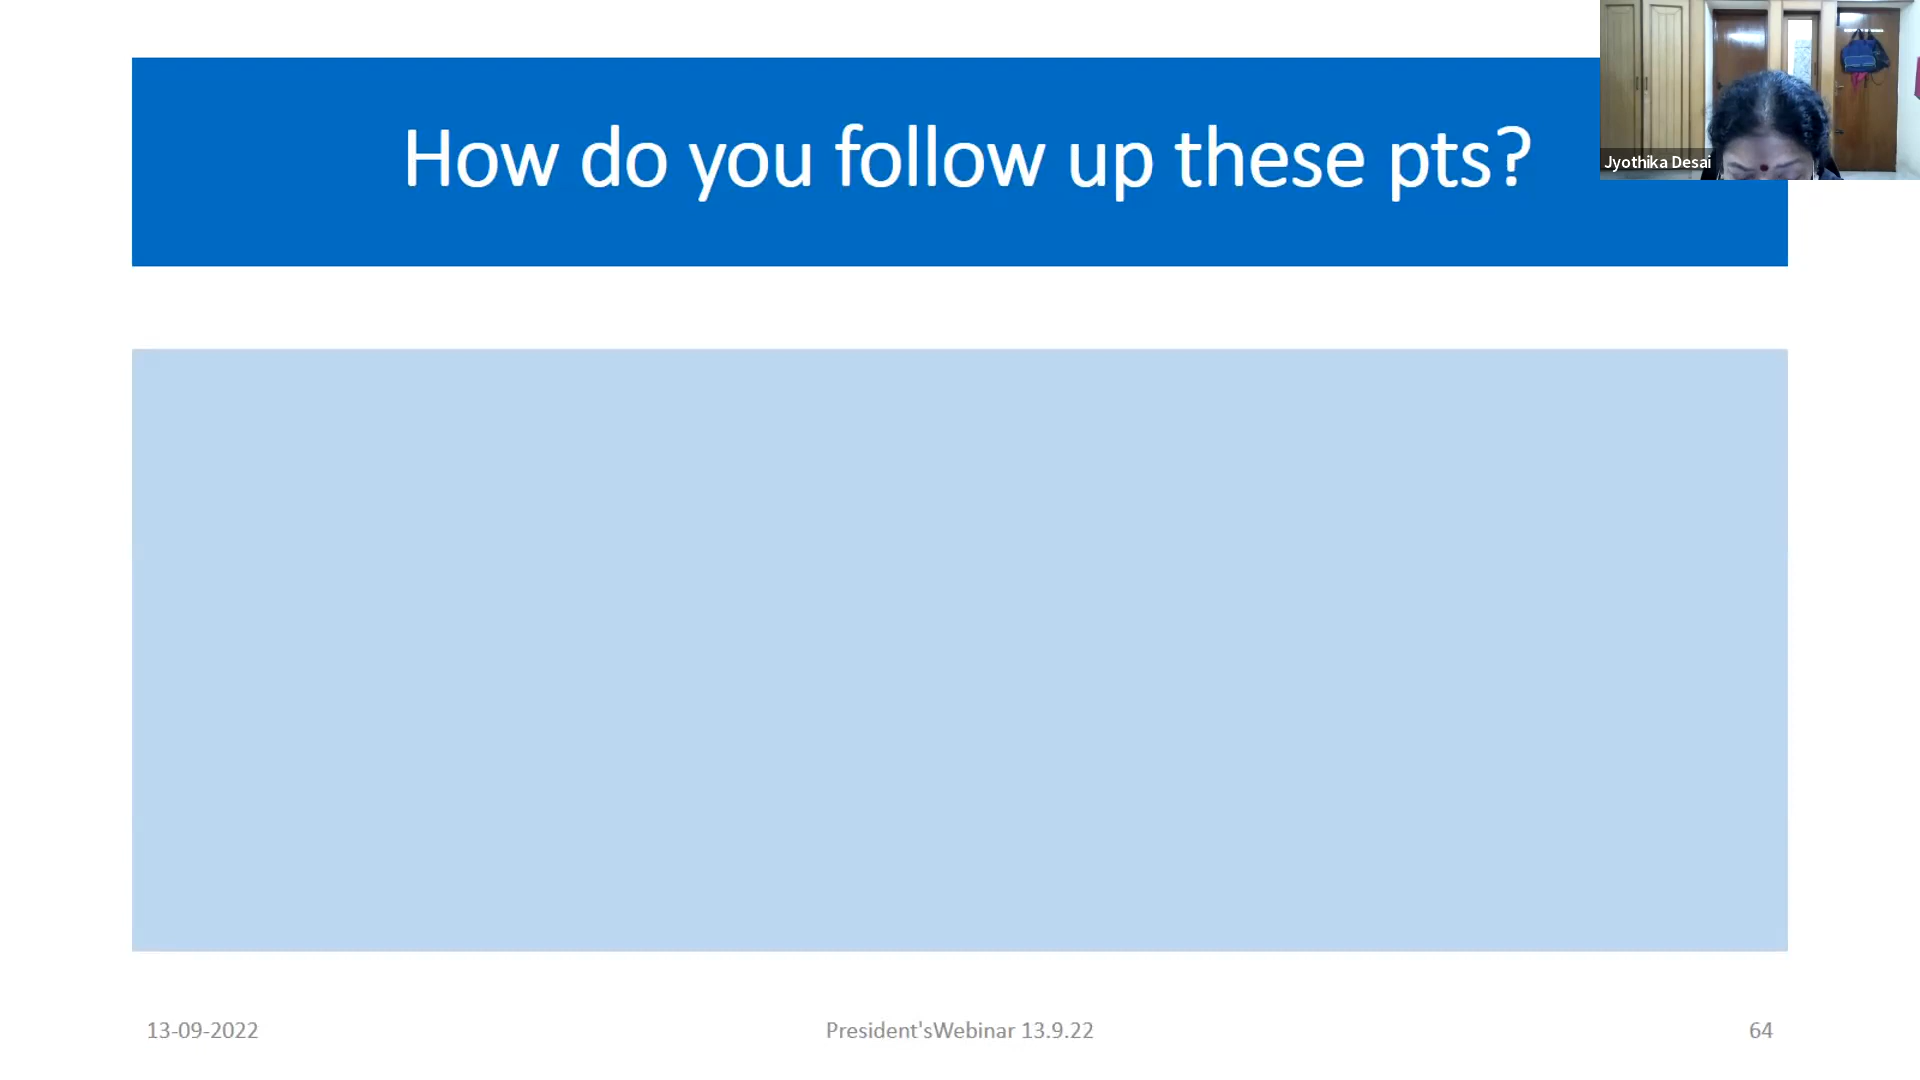 How do you follow up these pts?
Jyothika Desai
13-09-2022
President'sWebinar 13.9.22
64